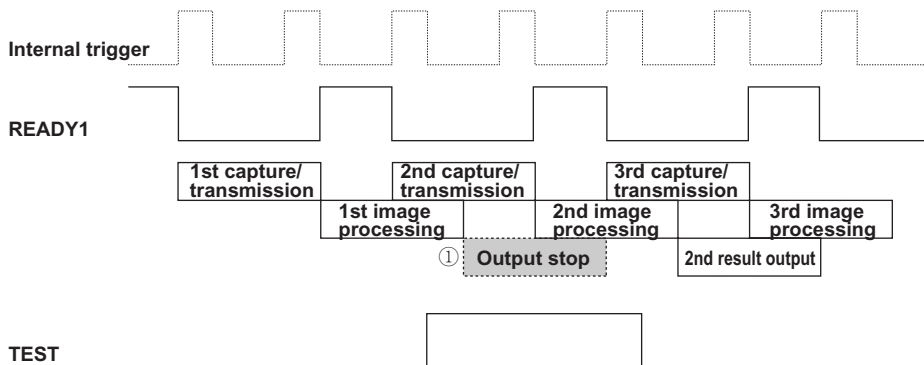 Internal trigger
READY1
1st capture/
transmission
2nd capture/
transmission
3rd capture/
transmission
1st image
processing
2nd image
processing
3rd image
processing
① Output stop
2nd result output
TEST